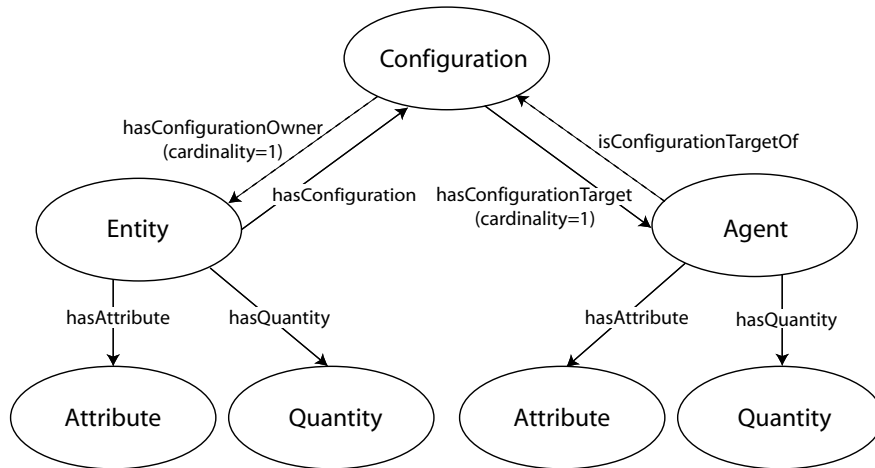 Configuration
hasConfigurationOwner
(cardinality=1)
isConfigurationTargetOf
hasConfiguration
hasConfigurationTarget
(cardinality=1)
Entity
Agent
hasAttribute
hasQuantity
hasAttribute
hasQuantity
Attribute
Quantity
Attribute
Quantity